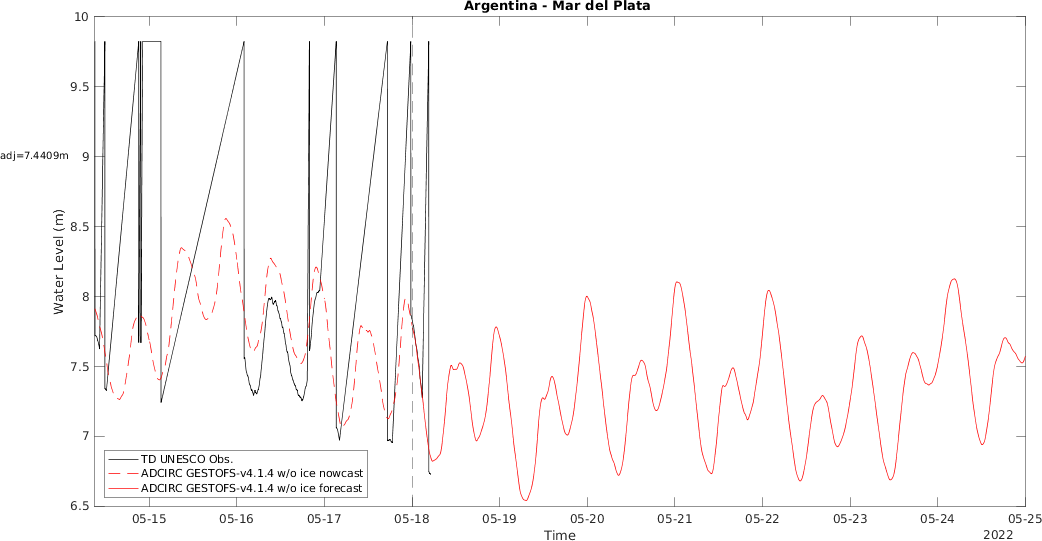 Argentina - Mar del Plata
10
9.5
9
8.5
8
7.5
7
6.5
adj=7.4409m
Water Level (m)
TD UNESCO Obs.
ADCIRC GESTOFS-v4.1.4 w/o ice nowcast
ADCIRC GESTOFS-v4.1.4 w/o ice forecast
05-15 05-16 05-17 05-18 05-19 05-20 05-21 05-22 05-23 05-24 05-25
Time
2022